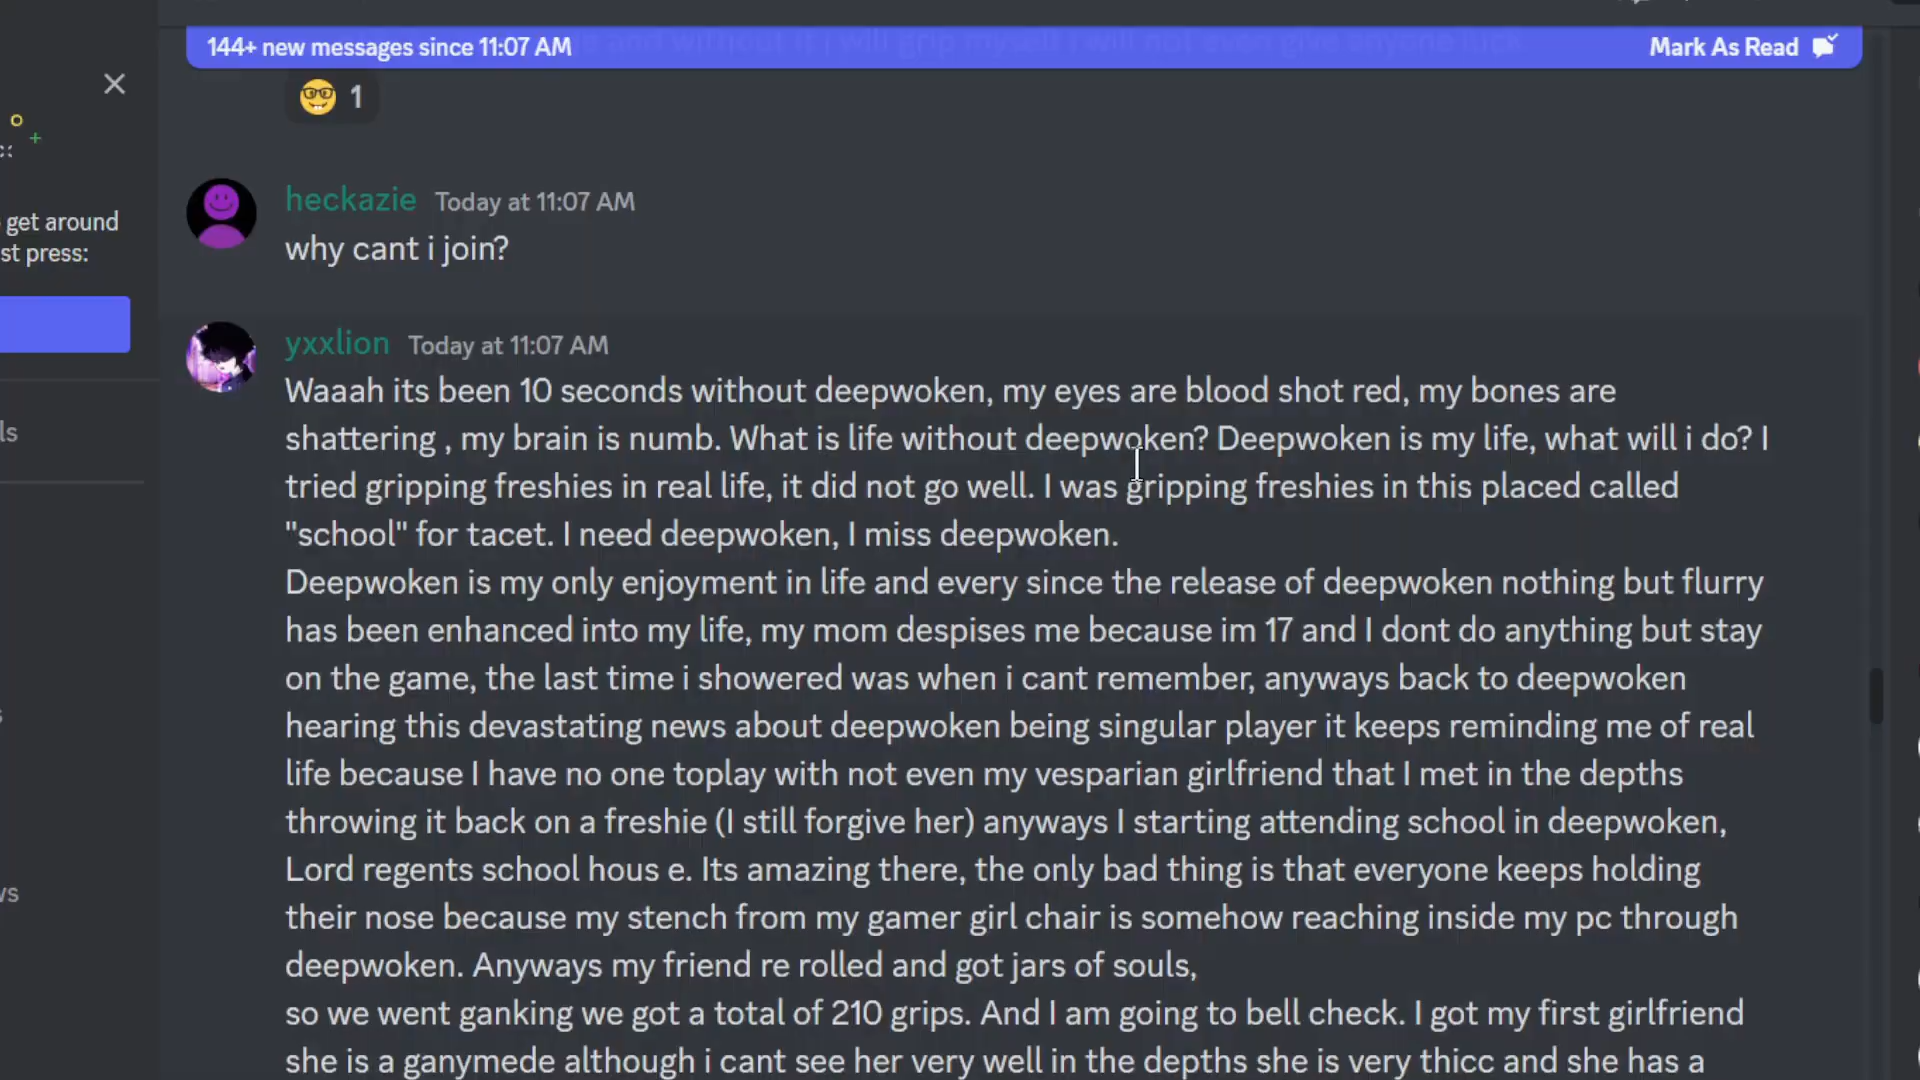 144+ new messages since 11:07 AM
Mark As Read
1
get around
st press:
ls
ws
heckazie Today at 11:07 AM
why cant i join?
yxxlion Today at 11:07 AM
Waaah its been 10 seconds without deepwoken, my eyes are blood shot red, my bones are
shattering , my brain is numb. What is life without deepwoken? Deepwoken is my life, what will i do? I
tried gripping freshies in real life, it did not go well. I was gripping freshies in this placed called
"school" for tacet. I need deepwoken, I miss deepwoken.
Deepwoken is my only enjoyment in life and every since the release of deepwoken nothing but flurry
has been enhanced into my life, my mom despises me because im 17 and I dont do anything but stay
on the game, the last time i showered was when i cant remember, anyways back to deepwoken
hearing this devastating news about deepwoken being singular player it keeps reminding me of real
life because I have no one toplay with not even my vesparian girlfriend that I met in the depths
throwing it back on a freshie (I still forgive her) anyways I starting attending school in deepwoken,
Lord regents school hous e. Its amazing there, the only bad thing is that everyone keeps holding
their nose because my stench from my gamer girl chair is somehow reaching inside my pc through
deepwoken. Anyways my friend re rolled and got jars of souls,
so we went ganking we got a total of 210 grips. And I am going to bell check. I got my first girlfriend
she is a ganymede although i cant see her very well in the depths she is very thicc and she has a